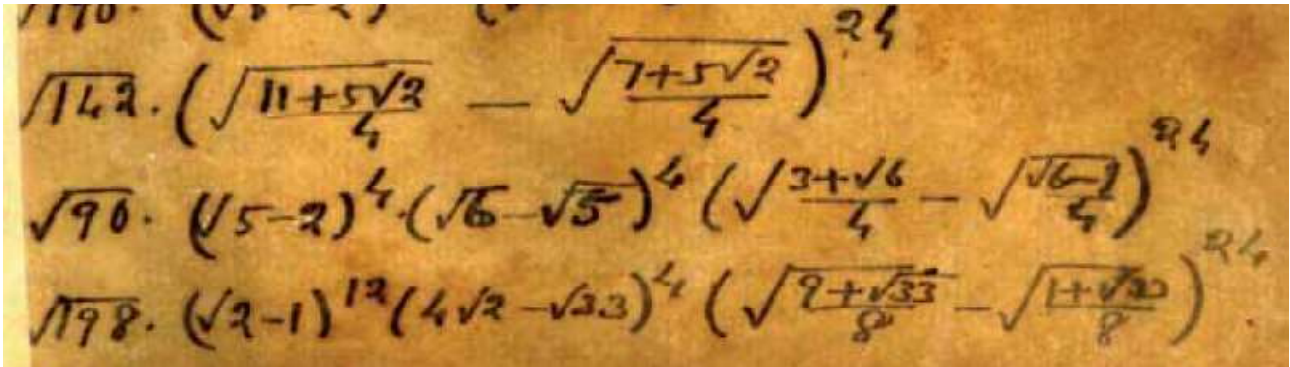 √142. (√((11+5√2)/4) — √((7+5√2)/4))^24
√90. (√5-2)^4.(√6-√5)^4 (√((3+√6)/4) - √((√6-1)/4))^24
√198. (√2-1)^12 (4√2-√33)^4 (√((9+√33)/8) - √((1+√33)/8))^24.